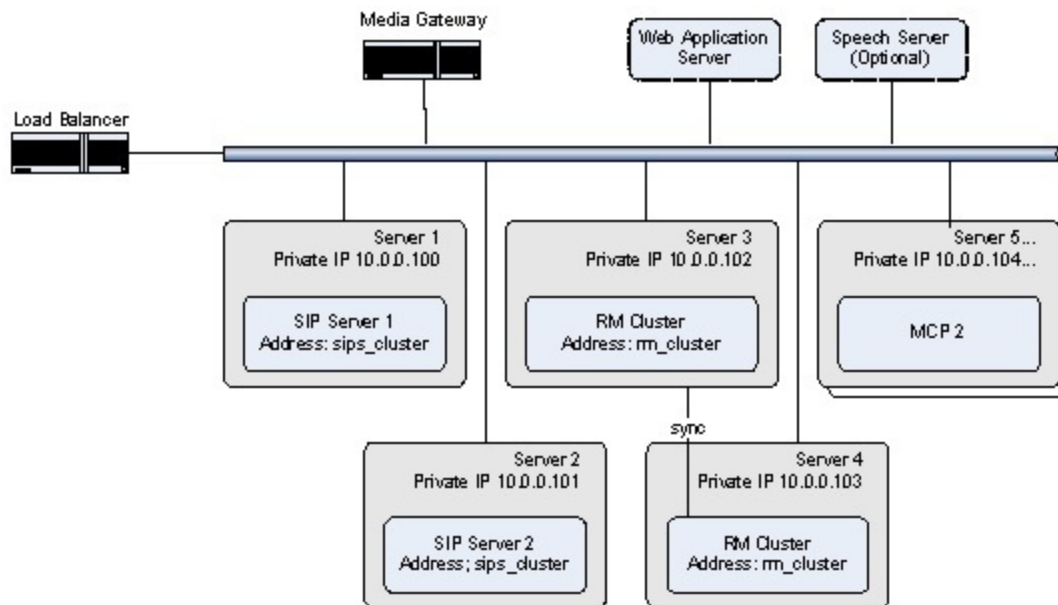 Media Gateway
Web Application
Server
Speech Server
(Optional)
Load Balancer
Server 1
Private IP 10.0.0.100
SIP Server 1
Address: sips_cluster
Server 3
Private IP 10.0.0.102
RM Cluster
Address: rm_cluster
Server 5...
Private IP 10.0.0.104...
MCP 2
sync
Server 2
Private IP 10.0.0.101
SIP Server 2
Address; sips_cluster
Server 4
Private IP 10.0.0.103
RM Cluster
Address: rm_cluster